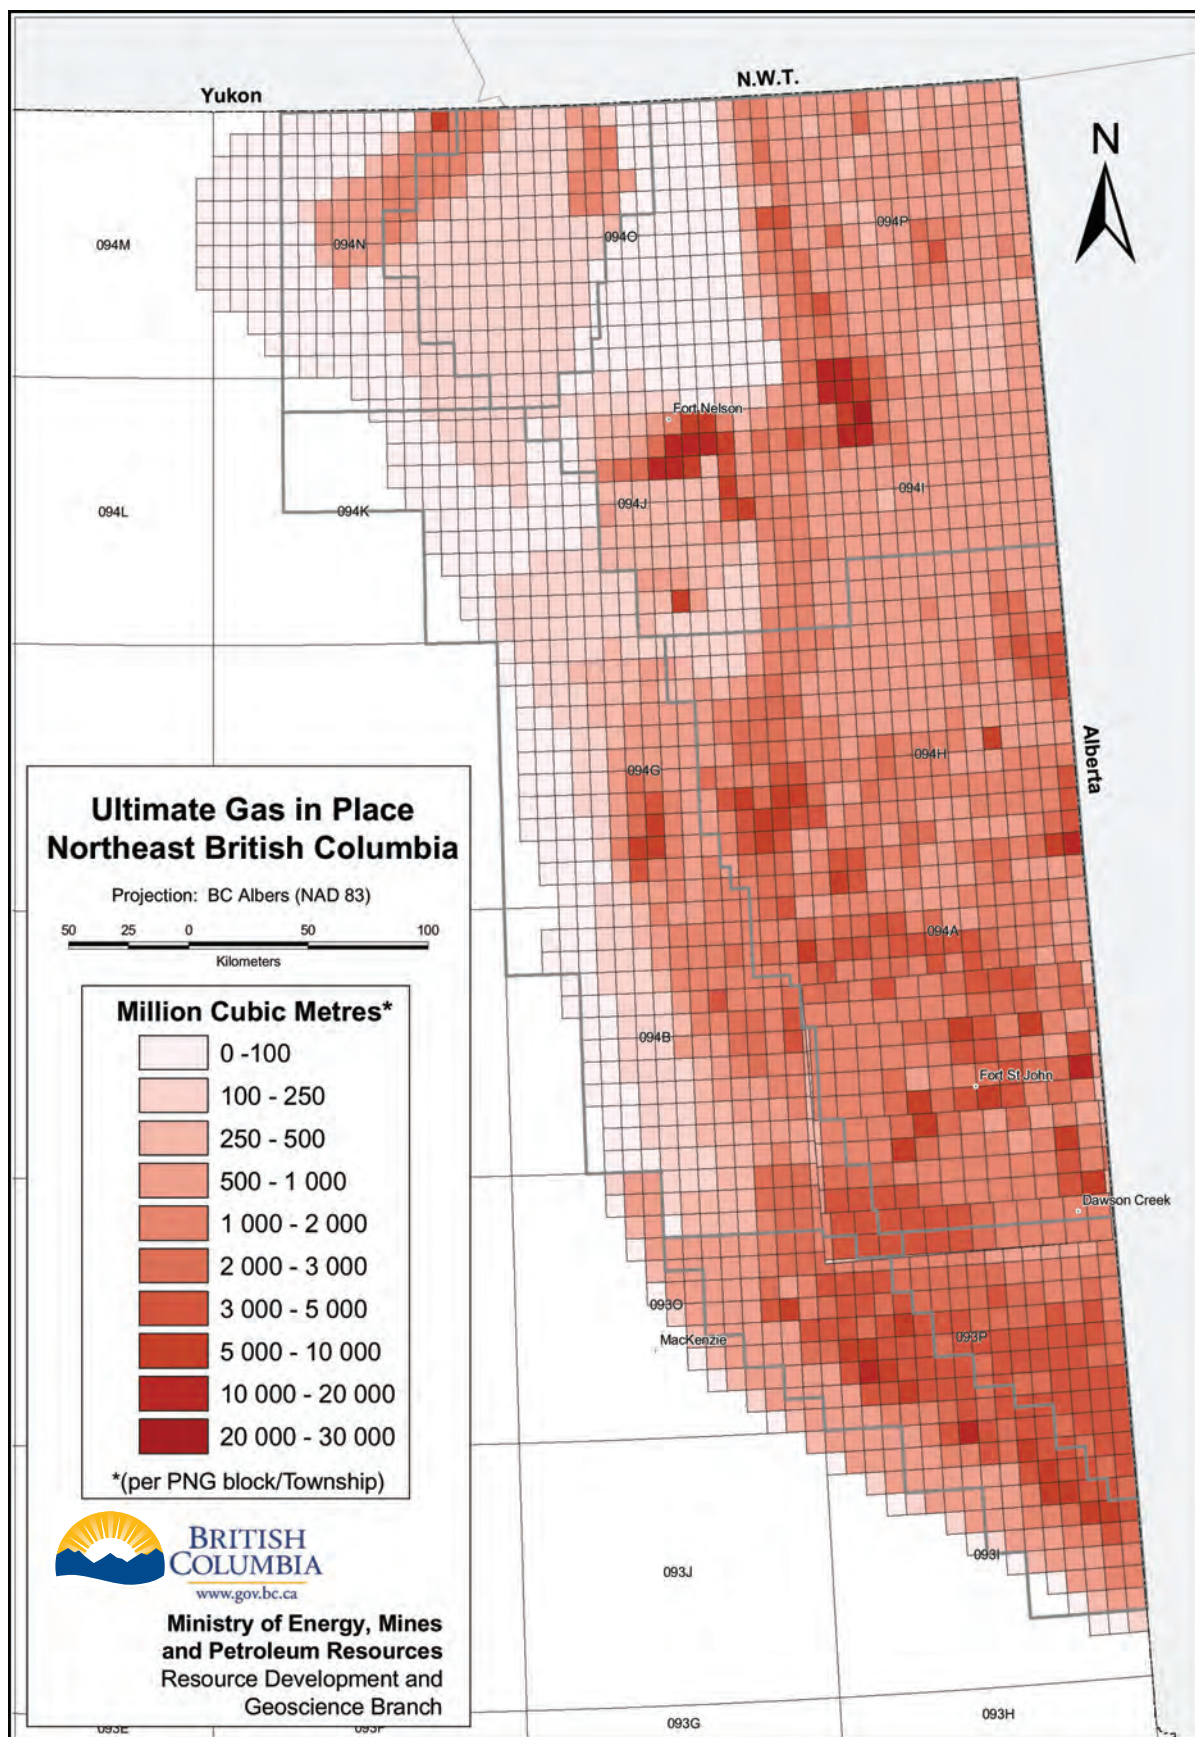 Yukon
N.W.T.
N
094M
094N
094O
094P
Fort Nelson
094L
094K
094J
094I
Alberta
094G
094H
094A
094B
Fort St John
Dawson Creek
093O
MacKenzie
093P
093J
093I
093E
093F
093G
093H
Ultimate Gas in Place
Northeast British Columbia
Projection: BC Albers (NAD 83)
50 25 0 50 100
Kilometers
Million Cubic Metres*
0 -100
100 - 250
250 - 500
500 - 1 000
1 000 - 2 000
2 000 - 3 000
3 000 - 5 000
5 000 - 10 000
10 000 - 20 000
20 000 - 30 000
*(per PNG block/Township)
BRITISH
COLUMBIA
www.gov.bc.ca
Ministry of Energy, Mines
and Petroleum Resources
Resource Development and
Geoscience Branch